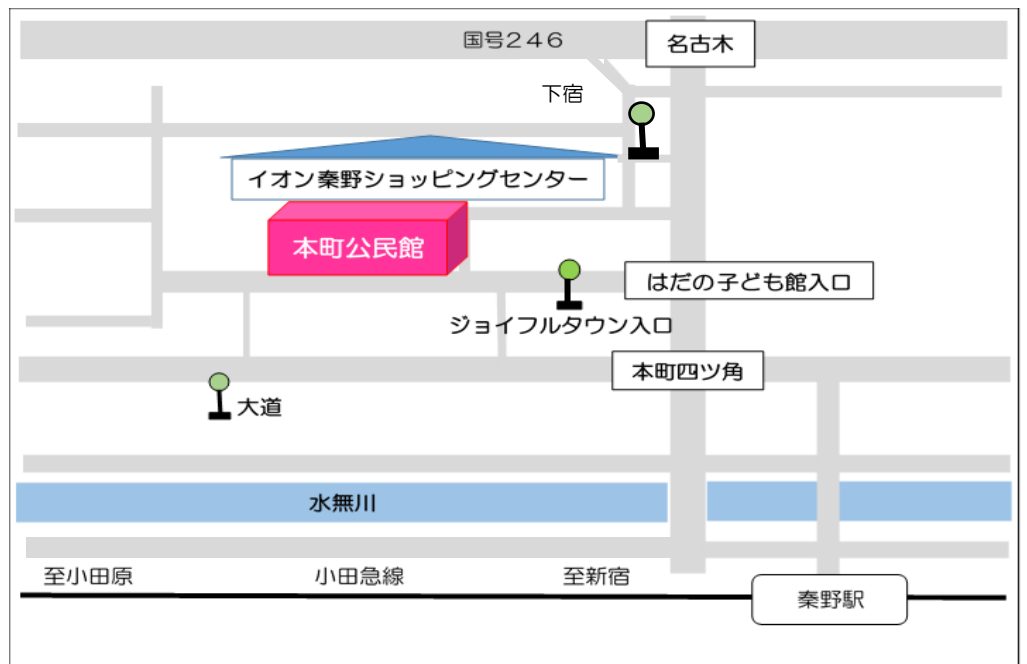 国号２４６
名古木
下宿
イオン秦野ショッピングセンター
本町公民館
はだの子ども館入口
ジョイフルタウン入口
本町四ツ角
大道
水無川
至小田原
小田急線
至新宿
秦野駅